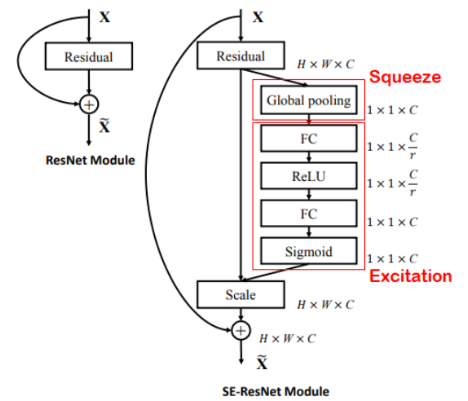 X
Residual
+
X̃
ResNet Module
X
Residual
H × W × C
Squeeze
Global pooling
1 × 1 × C
FC
1 × 1 × C/r
ReLU
1 × 1 × C/r
FC
1 × 1 × C
Sigmoid
1 × 1 × C
Excitation
Scale
H × W × C
+
H × W × C
X̃
SE-ResNet Module